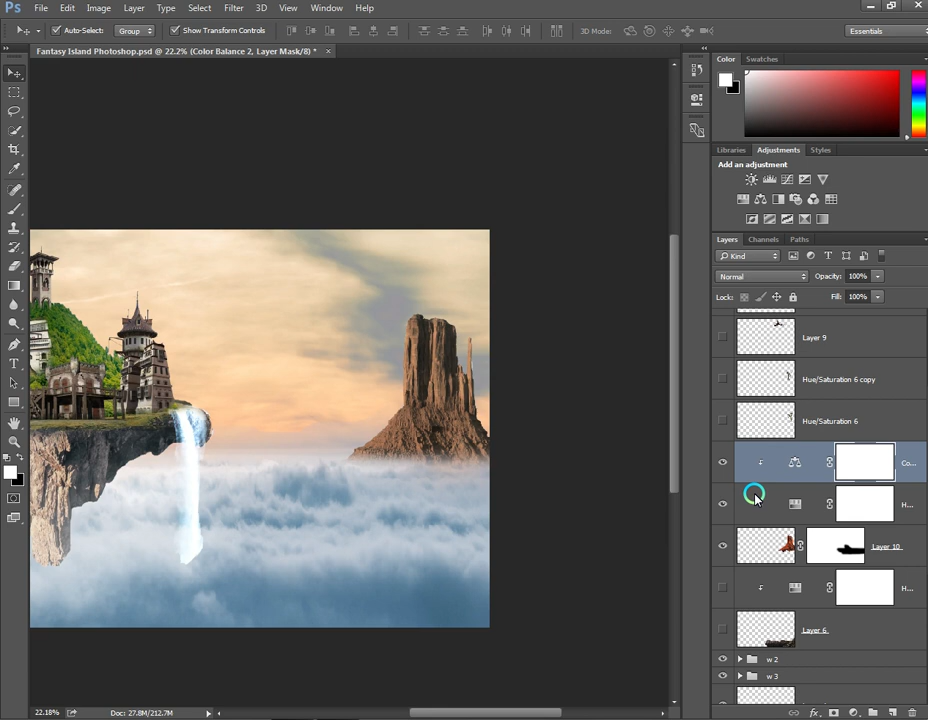 Ps File Edit Image Layer Type Select Filter 3D View Window Help
Auto-Select: Group Show Transform Controls 3D Mode: Essentials
Fantasy Island Photoshop.psd @ 22.2% (Color Balance 2, Layer Mask/8) * ×
Color Swatches
Libraries Adjustments Styles
Add an adjustment
Layers Channels Paths
Kind
Normal Opacity: 100%
Lock: Fill: 100%
Layer 9
Hue/Saturation 6 copy
Hue/Saturation 6
Co...
H...
Layer 10
H...
Layer 6
w 2
w 3
22.18% Doc: 27.8M/212.7M